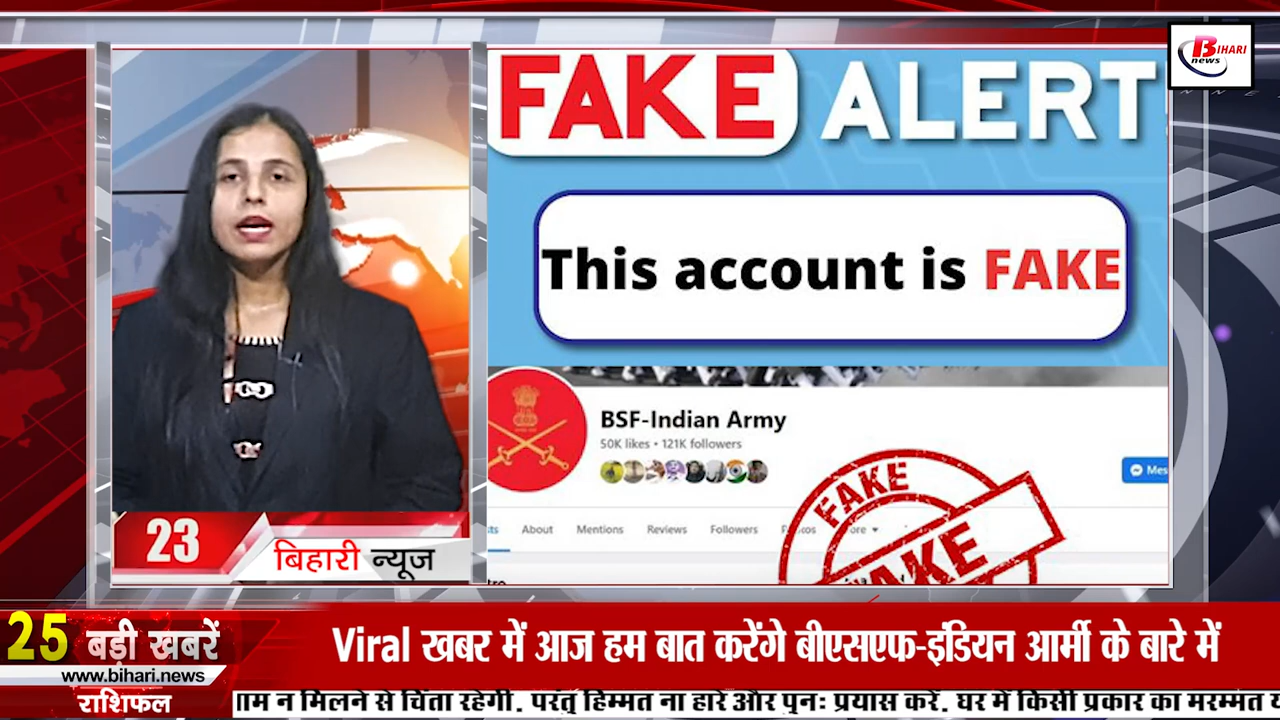 BIHARI
news
FAKE ALERT
This account is FAKE
BSF-Indian Army
50K likes • 121K followers
About Mentions Reviews Followers
FAKE
23
बिहारी न्यूज
25 बड़ी खबरें
www.bihari.news
Viral खबर में आज हम बात करेंगे बीएसएफ-इंडियन आर्मी के बारे में
राशिफल
न मिलने से चिंता रहेगी. परंतु हिम्मत ना हारें और पुनः प्रयास करें. घर में किसी प्रकार का मरम्मत